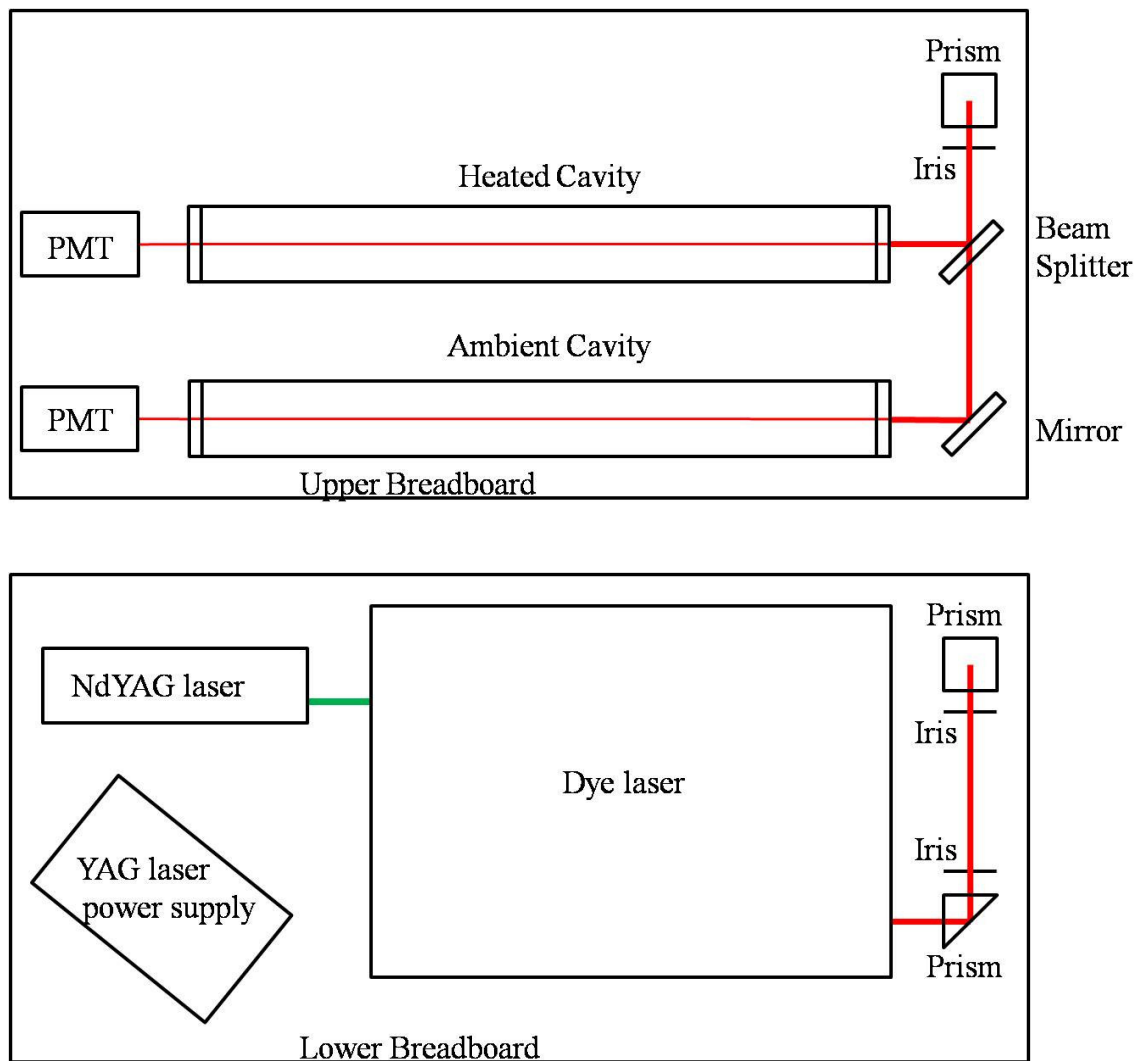 Prism
Iris
Heated Cavity
PMT
Beam
Splitter
Ambient Cavity
PMT
Mirror
Upper Breadboard
Prism
NdYAG laser
Iris
Dye laser
Iris
YAG laser
power supply
Prism
Lower Breadboard